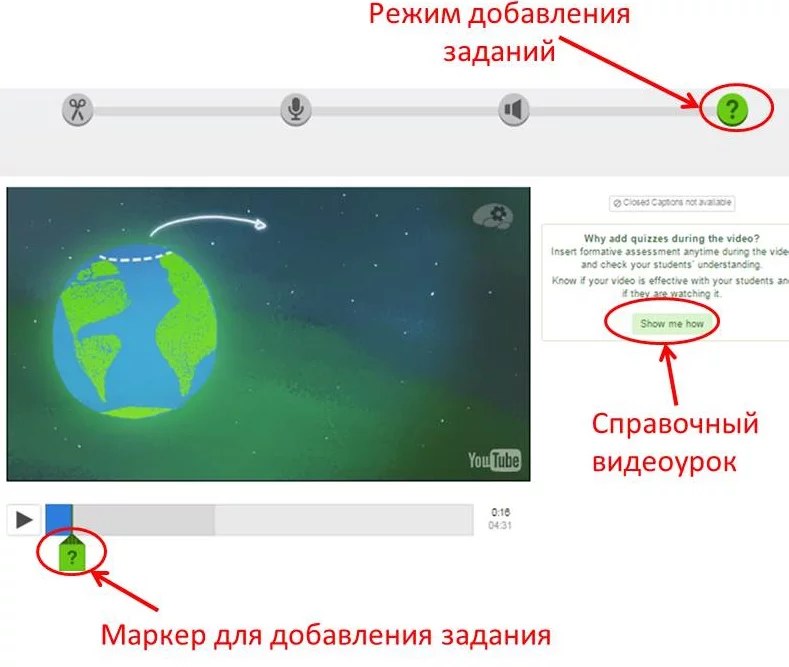 Режим добавления
заданий
?
Closed Captions not available
Why add quizzes during the video?
Insert formative assessment anytime during the vide
and check your students' understanding.
Know if your video is effective with your students an
if they are watching it.
Show me how
Справочный
видеоурок
YouTube
0:16
04:31
?
Маркер для добавления задания